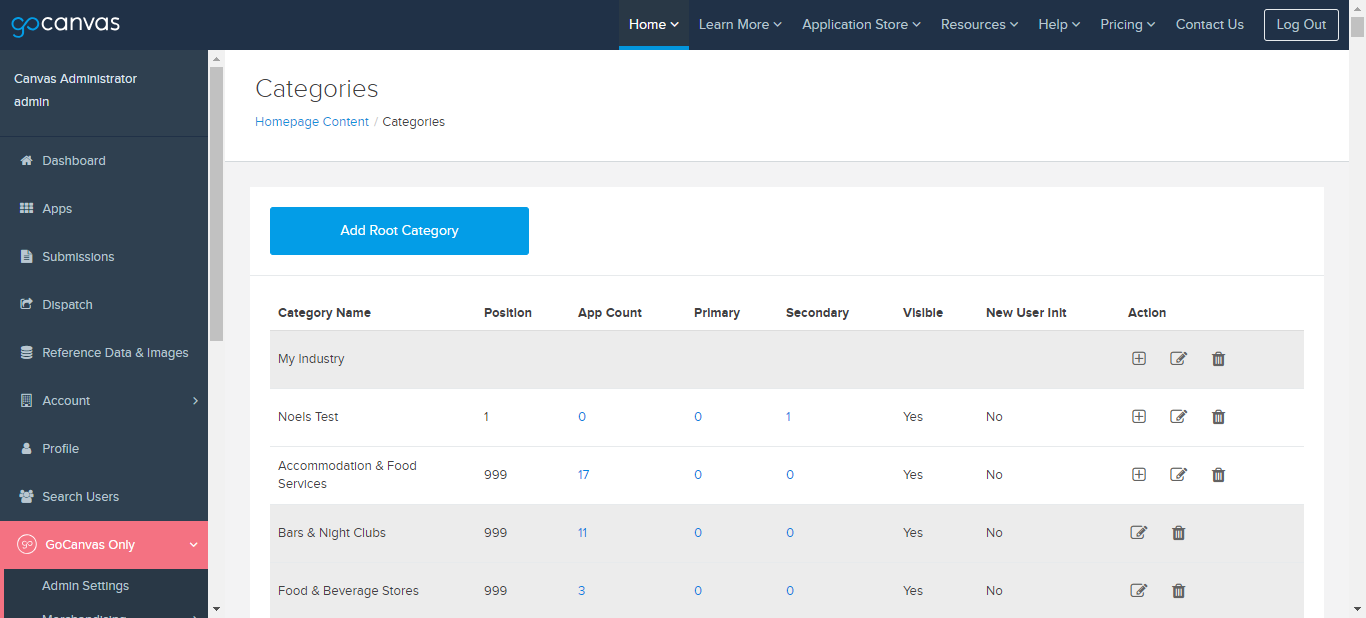 gocanvas
Home
Learn More
Application Store
Resources
Help
Pricing
Contact Us
Log Out
Canvas Administrator
admin
Dashboard
Apps
Submissions
Dispatch
Reference Data & Images
Account
Profile
Search Users
go GoCanvas Only
Admin Settings
Merchandising
Categories
Homepage Content / Categories
Add Root Category
Category Name Position App Count Primary Secondary Visible New User Init Action
My Industry
Noels Test 1 0 0 1 Yes No
Accommodation & Food
Services 999 17 0 0 Yes No
Bars & Night Clubs 999 11 0 0 Yes No
Food & Beverage Stores 999 3 0 0 Yes No